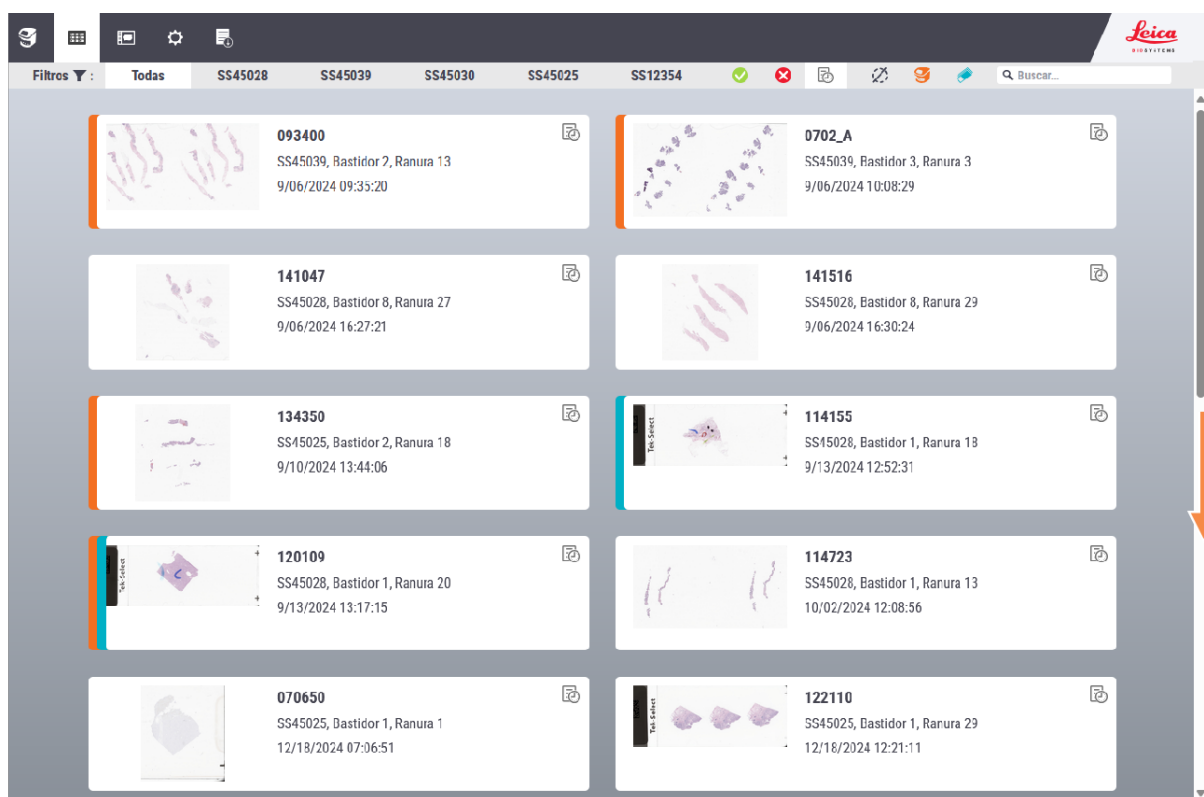 Leica
BIOSYSTEMS
Filtros :
Todas
SS45028
SS45039
SS45030
SS45025
SS12354
Buscar...
093400
SS45039, Bastidor 2, Ranura 13
9/06/2024 09:35:20
0702_A
SS45039, Bastidor 3, Ranura 3
9/06/2024 10:08:29
141047
SS45028, Bastidor 8, Ranura 27
9/06/2024 16:27:21
141516
SS45028, Bastidor 8, Ranura 29
9/06/2024 16:30:24
134350
SS45025, Bastidor 2, Ranura 18
9/10/2024 13:44:06
Tek-Select
114155
SS45028, Bastidor 1, Ranura 18
9/13/2024 12:52:31
Tek-Select
120109
SS45028, Bastidor 1, Ranura 20
9/13/2024 13:17:15
114723
SS45028, Bastidor 1, Ranura 13
10/02/2024 12:08:56
070650
SS45025, Bastidor 1, Ranura 1
12/18/2024 07:06:51
Tek-Select
122110
SS45025, Bastidor 1, Ranura 29
12/18/2024 12:21:11